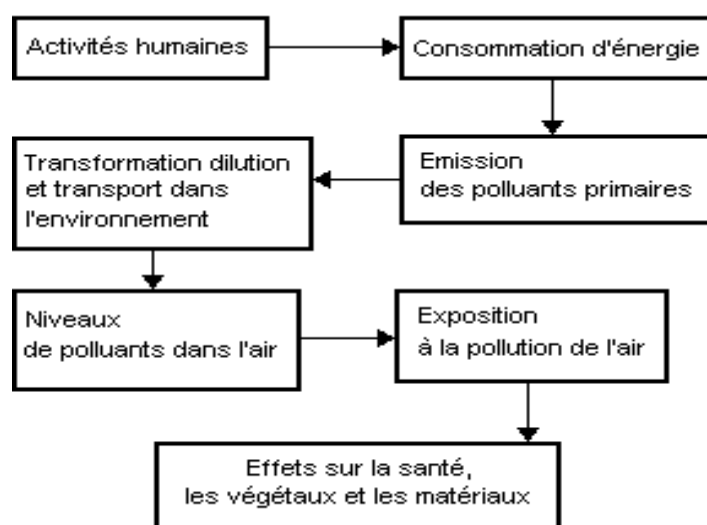 Activités humaines
Consommation d'énergie
Emission
des polluants primaires
Transformation dilution
et transport dans
l'environnement
Niveaux
de polluants dans l'air
Exposition
à la pollution de l'air
Effets sur la santé,
les végétaux et les matériaux